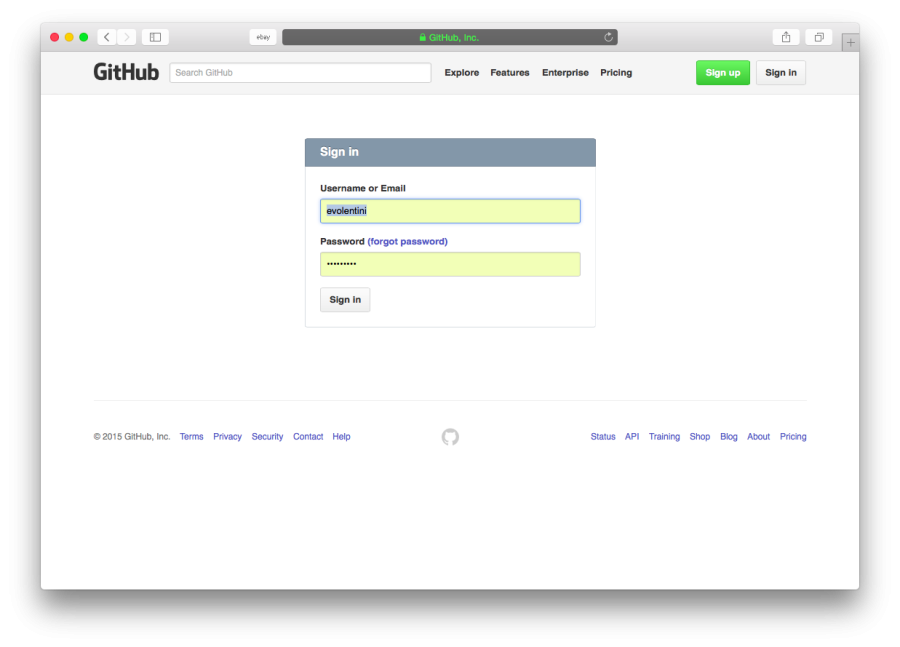 ebay GitHub, Inc.
GitHub Search GitHub Explore Features Enterprise Pricing Sign up Sign in
Sign in
Username or Email
evolentini
Password (forgot password)
•••••••••
Sign in
© 2015 GitHub, Inc. Terms Privacy Security Contact Help Status API Training Shop Blog About Pricing